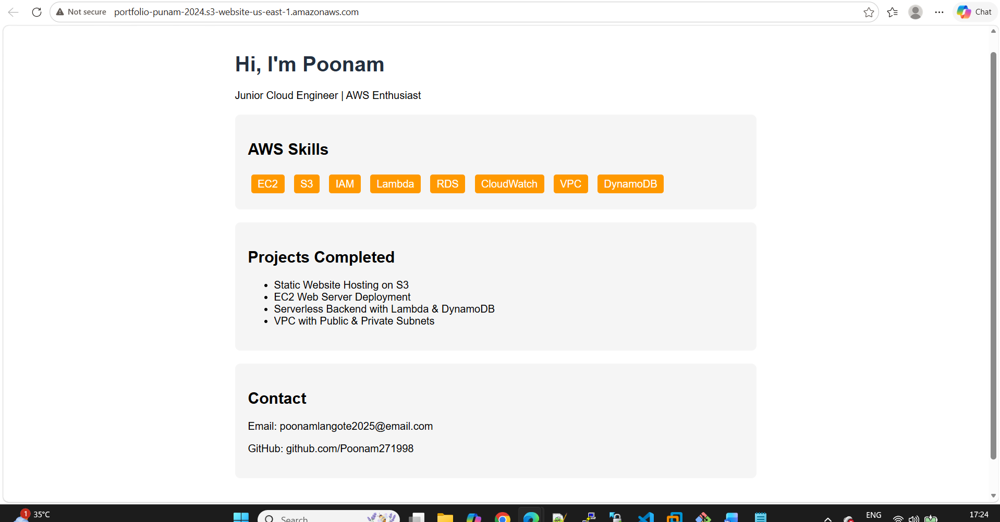 Not secure portfolio-punam-2024.s3-website-us-east-1.amazonaws.com Chat
Hi, I'm Poonam
Junior Cloud Engineer | AWS Enthusiast
AWS Skills
EC2 S3 IAM Lambda RDS CloudWatch VPC DynamoDB
Projects Completed
• Static Website Hosting on S3
• EC2 Web Server Deployment
• Serverless Backend with Lambda & DynamoDB
• VPC with Public & Private Subnets
Contact
Email: poonamlangote2025@email.com
GitHub: github.com/Poonam271998
1 35°C Search ENG 17:24